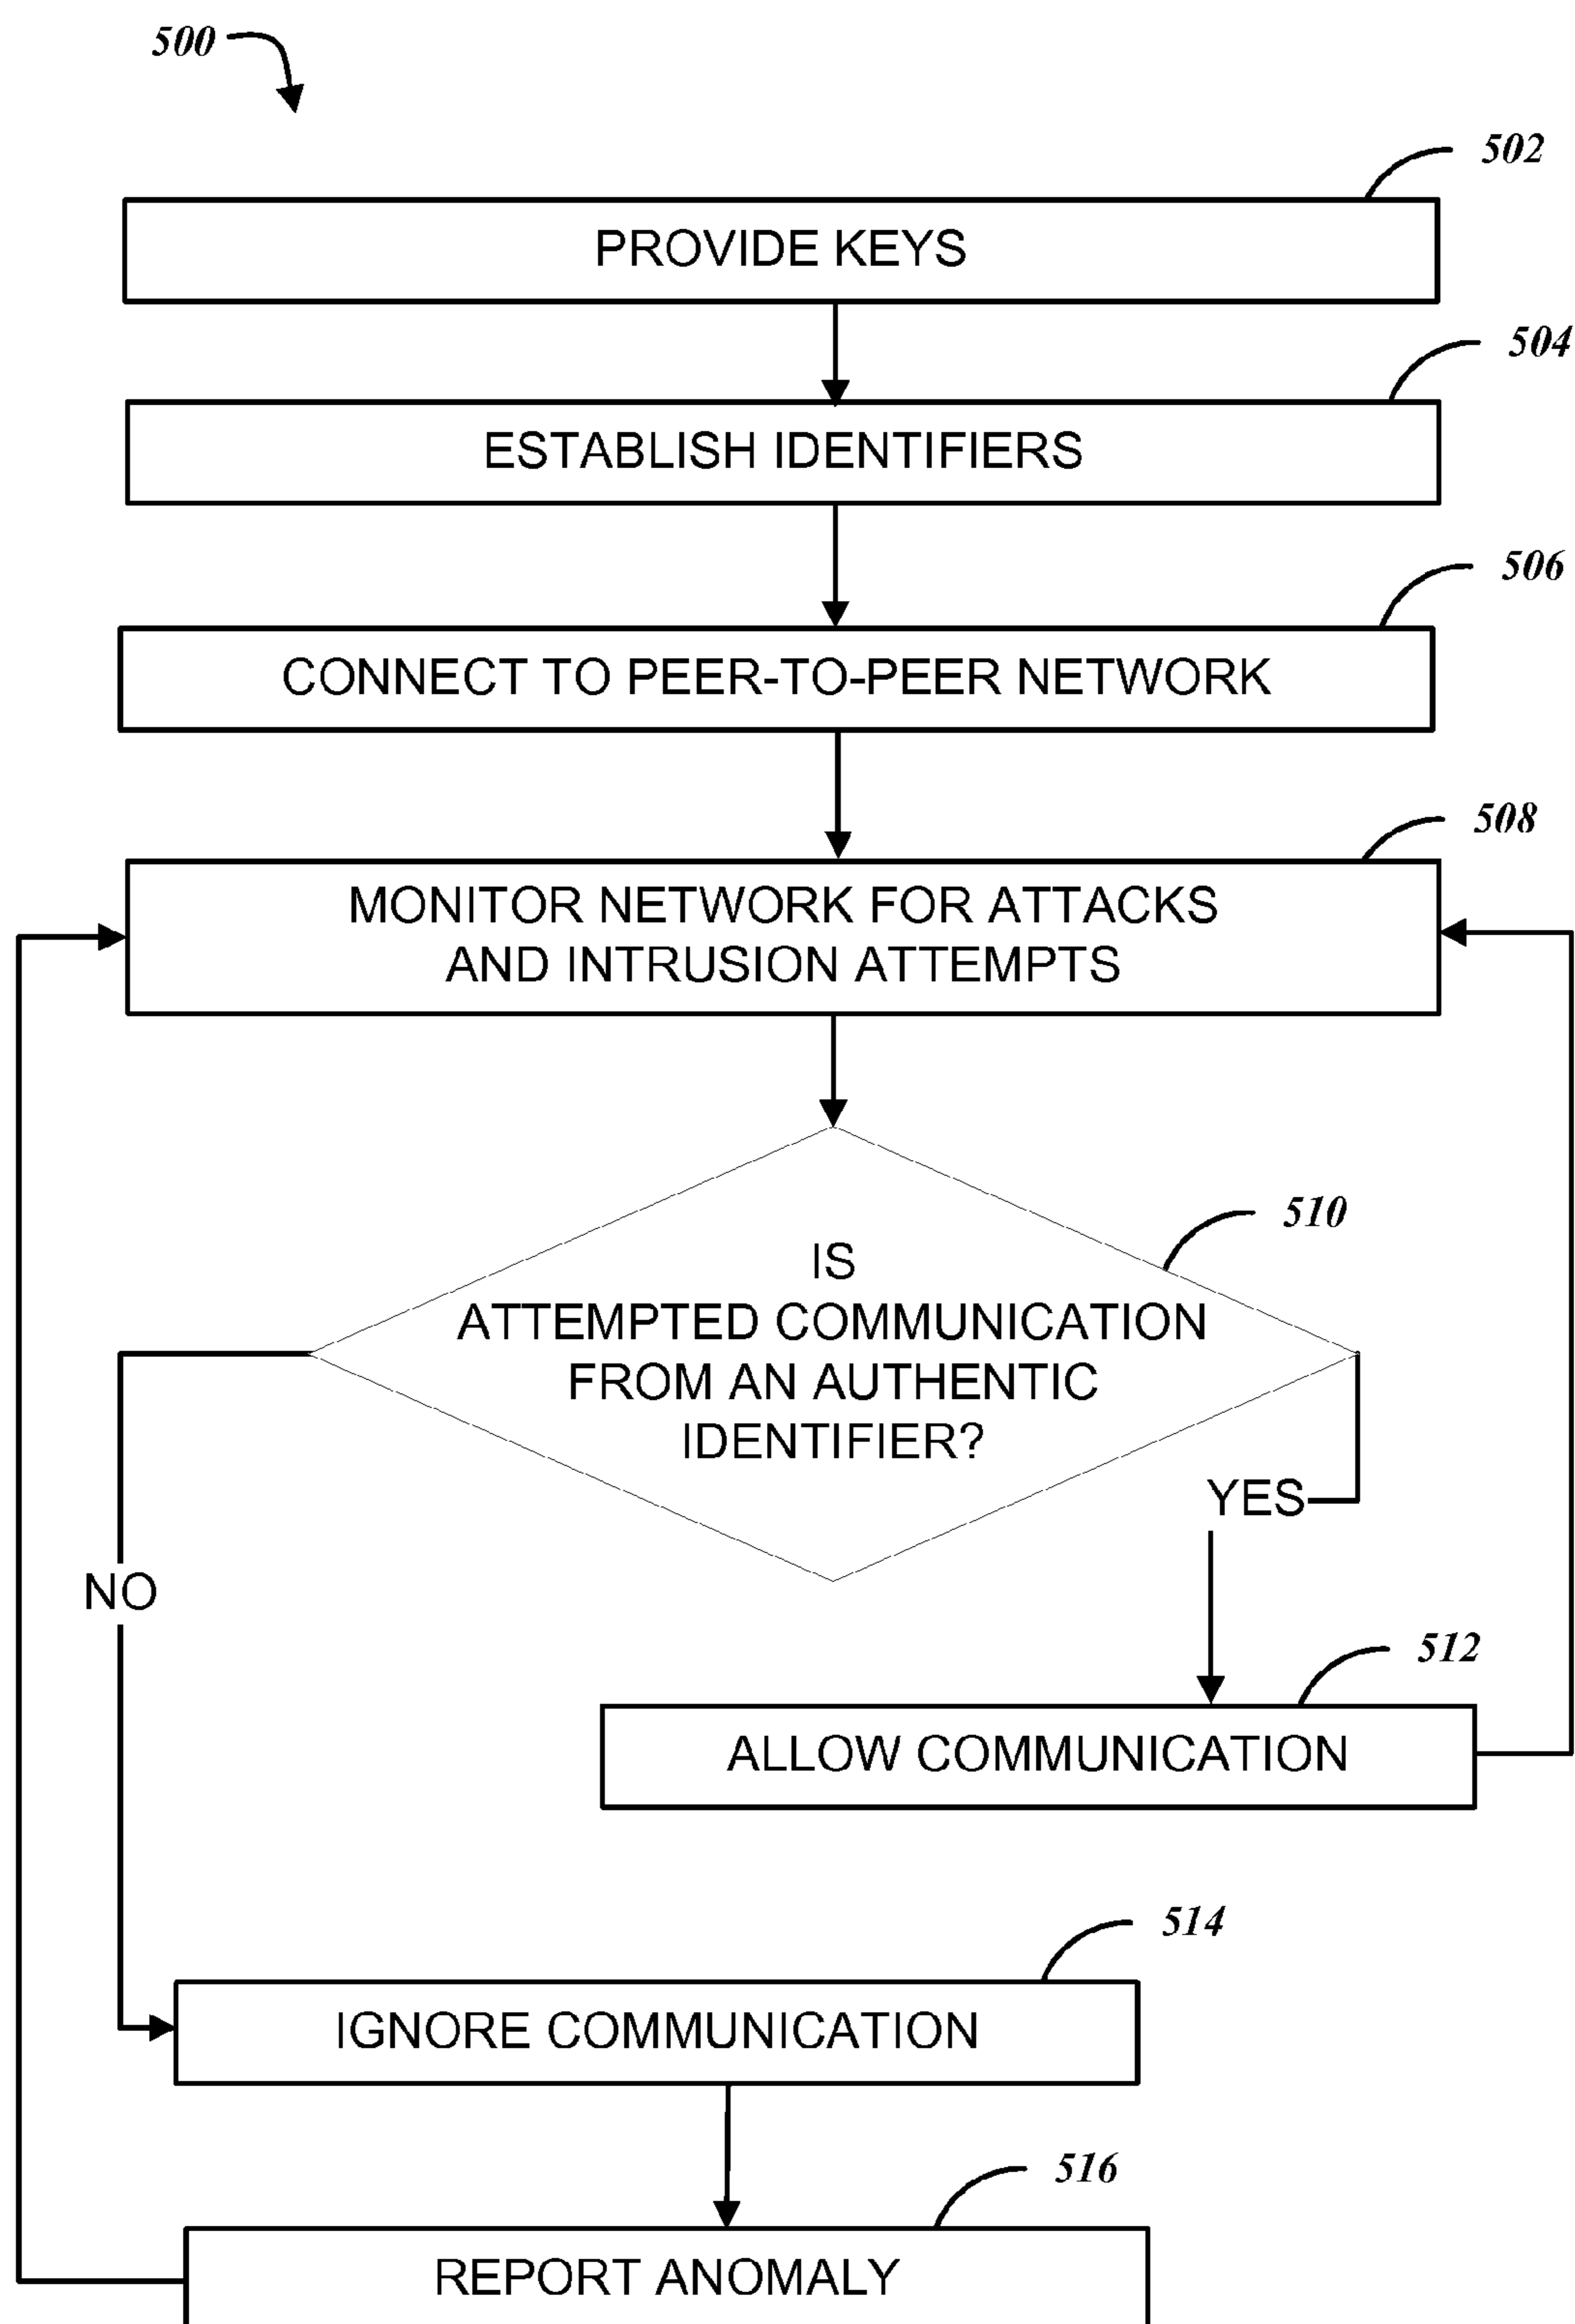 500
502
PROVIDE KEYS
504
ESTABLISH IDENTIFIERS
506
CONNECT TO PEER-TO-PEER NETWORK
508
MONITOR NETWORK FOR ATTACKS
AND INTRUSION ATTEMPTS
510
IS
ATTEMPTED COMMUNICATION
FROM AN AUTHENTIC
IDENTIFIER?
YES
NO
512
ALLOW COMMUNICATION
514
IGNORE COMMUNICATION
516
REPORT ANOMALY